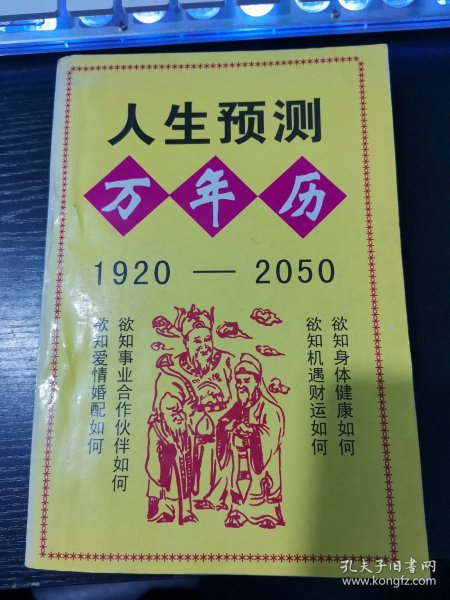 人生预测
万年历
1920 — 2050
欲知身体健康如何
欲知机遇财运如何
欲知事业合作伙伴如何
欲知爱情婚配如何
孔夫子旧书网
www.kongfz.com